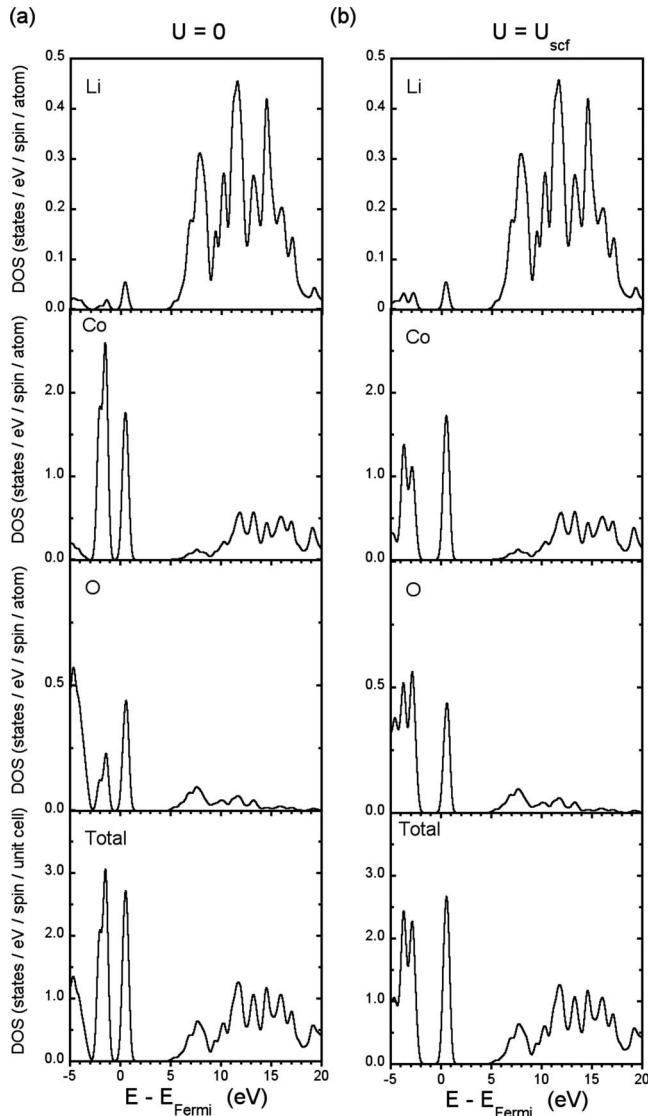 (a) U = 0
(b) U = U_scf
DOS (states / eV / spin / atom)
0.5
0.4
0.3
0.2
0.1
0.0
Li
0.5
0.4
0.3
0.2
0.1
0.0
Li
DOS (states / eV / spin / atom)
2.0
1.0
0.0
Co
2.0
1.0
0.0
Co
DOS (states / eV / spin / atom)
0.5
0.0
O
0.5
0.0
O
DOS (states / eV / spin / unit cell)
3.0
2.0
1.0
0.0
Total
3.0
2.0
1.0
0.0
Total
-5 0 5 10 15 20
-5 0 5 10 15 20
E - E_Fermi (eV)
E - E_Fermi (eV)